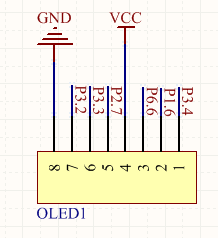 GND VCC
P3.2 P3.3 P2.7 P6.6 P1.6 P3.4
8 7 6 5 4 3 2 1
OLED1